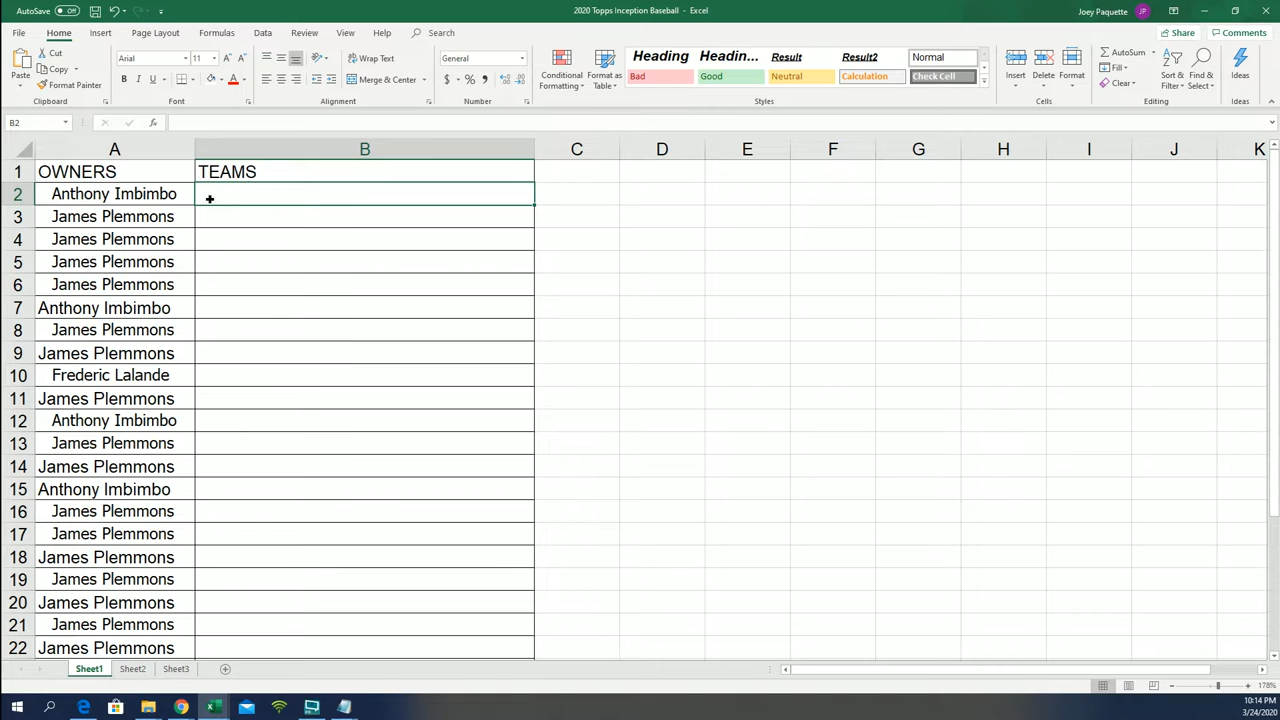 AutoSave Off
2020 Topps Inception Baseball - Excel
Joey Paquette JP
File Home Insert Page Layout Formulas Data Review View Help Search
Share Comments
Paste
Cut
Copy
Format Painter
Clipboard
Arial 11
B I U
Font
Wrap Text
Merge & Center
Alignment
General
$ % ,
Number
Conditional Formatting
Format as Table
Heading Headin... Result Result2 Normal
Bad Good Neutral Calculation Check Cell
Styles
Insert Delete Format
Cells
AutoSum
Fill
Clear
Sort & Filter
Find & Select
Editing
Ideas
Ideas
B2 fx
A B C D E F G H I J K
1 OWNERS TEAMS
2 Anthony Imbimbo
3 James Plemmons
4 James Plemmons
5 James Plemmons
6 James Plemmons
7 Anthony Imbimbo
8 James Plemmons
9 James Plemmons
10 Frederic Lalande
11 James Plemmons
12 Anthony Imbimbo
13 James Plemmons
14 James Plemmons
15 Anthony Imbimbo
16 James Plemmons
17 James Plemmons
18 James Plemmons
19 James Plemmons
20 James Plemmons
21 James Plemmons
22 James Plemmons
Sheet1 Sheet2 Sheet3
178%
10:14 PM
3/24/2020